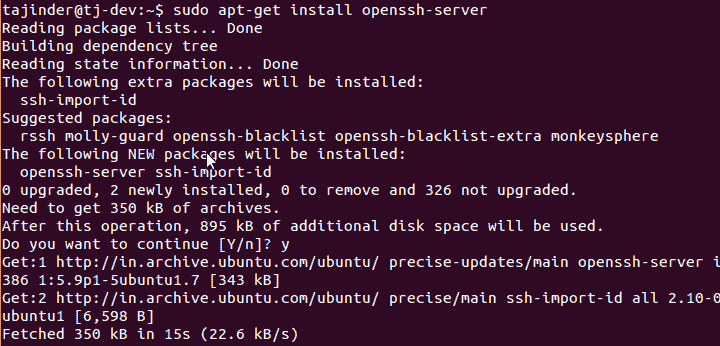 tajinder@tj-dev:~$ sudo apt-get install openssh-server
Reading package lists... Done
Building dependency tree
Reading state information... Done
The following extra packages will be installed:
  ssh-import-id
Suggested packages:
  rssh molly-guard openssh-blacklist openssh-blacklist-extra monkeysphere
The following NEW packages will be installed:
  openssh-server ssh-import-id
0 upgraded, 2 newly installed, 0 to remove and 326 not upgraded.
Need to get 350 kB of archives.
After this operation, 895 kB of additional disk space will be used.
Do you want to continue [Y/n]? y
Get:1 http://in.archive.ubuntu.com/ubuntu/ precise-updates/main openssh-server i
386 1:5.9p1-5ubuntu1.7 [343 kB]
Get:2 http://in.archive.ubuntu.com/ubuntu/ precise/main ssh-import-id all 2.10-0
ubuntu1 [6,598 B]
Fetched 350 kB in 15s (22.6 kB/s)